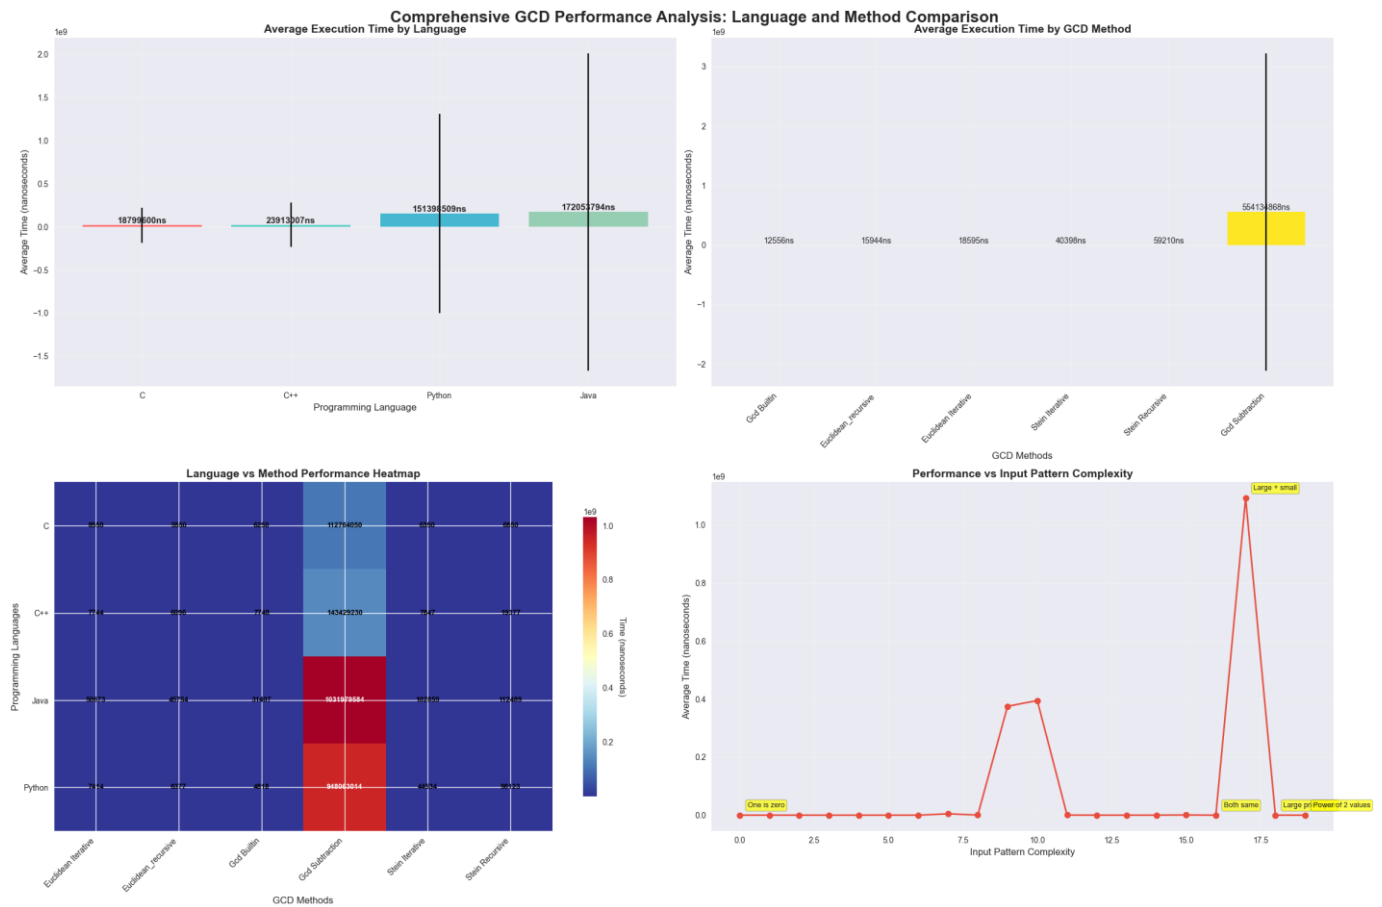 Comprehensive GCD Performance Analysis: Language and Method Comparison
Average Execution Time by Language
1e9
2.0
1.5
1.0
0.5
0.0
−0.5
−1.0
−1.5
Average Time (nanoseconds)
18799600ns
23913007ns
151398509ns
172053794ns
C
C++
Python
Java
Programming Language
Average Execution Time by GCD Method
1e9
3
2
1
0
−1
−2
Average Time (nanoseconds)
12556ns
15944ns
18595ns
40398ns
59210ns
Gcd Builtin
Euclidean_recursive
Euclidean Iterative
Stein Iterative
Stein Recursive
Gcd Subtraction
GCD Methods
Language vs Method Performance Heatmap
Programming Languages
C
C++
7744
7748
143429230
7847
19377
Java
1031979584
Python
948063014
Euclidean Iterative
Euclidean_recursive
Gcd Builtin
Gcd Subtraction
Stein Iterative
Stein Recursive
GCD Methods
1e9
1.0
0.8
0.6
0.4
0.2
Time (nanoseconds)
Performance vs Input Pattern Complexity
1e9
1.0
0.8
0.6
0.4
0.2
0.0
Average Time (nanoseconds)
Large + small
One is zero
Both same
Large pri
Power of 2 values
0.0
2.5
5.0
7.5
10.0
12.5
15.0
17.5
Input Pattern Complexity